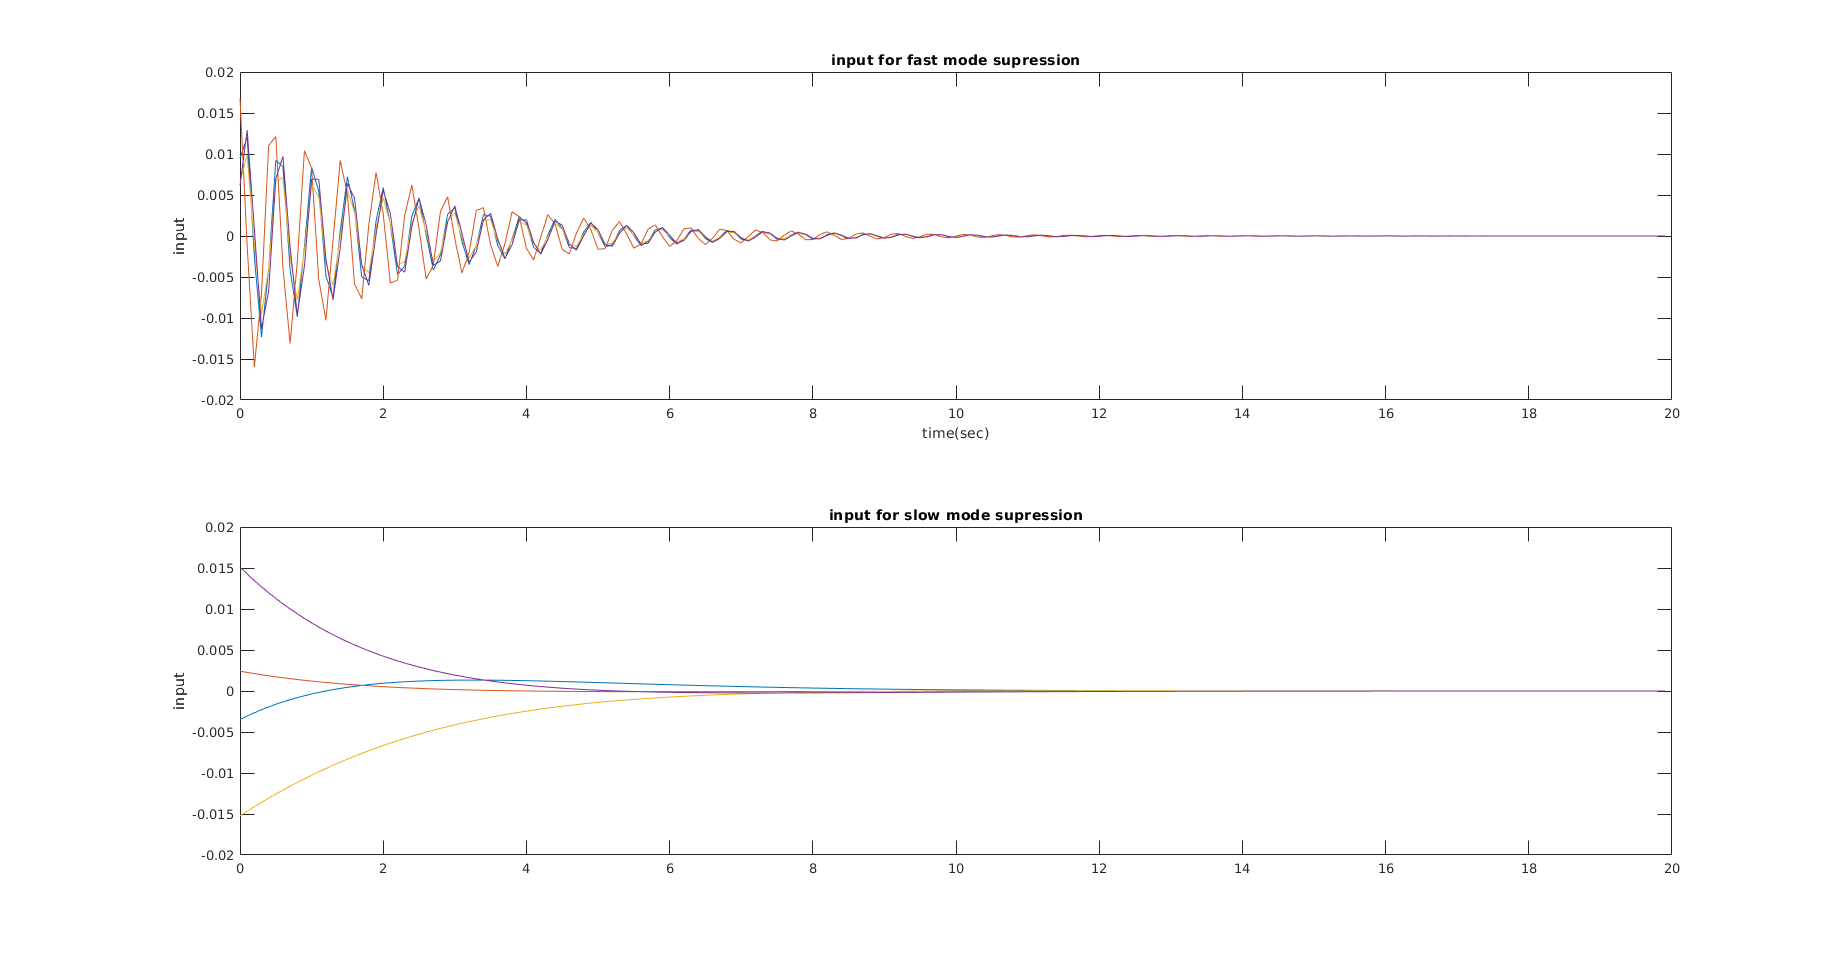 input for fast mode supression
0.02
0.015
0.01
0.005
0
-0.005
-0.01
-0.015
-0.02
input
0 2 4 6 8 10 12 14 16 18 20
time(sec)
input for slow mode supression
0.02
0.015
0.01
0.005
0
-0.005
-0.01
-0.015
-0.02
input
0 2 4 6 8 10 12 14 16 18 20